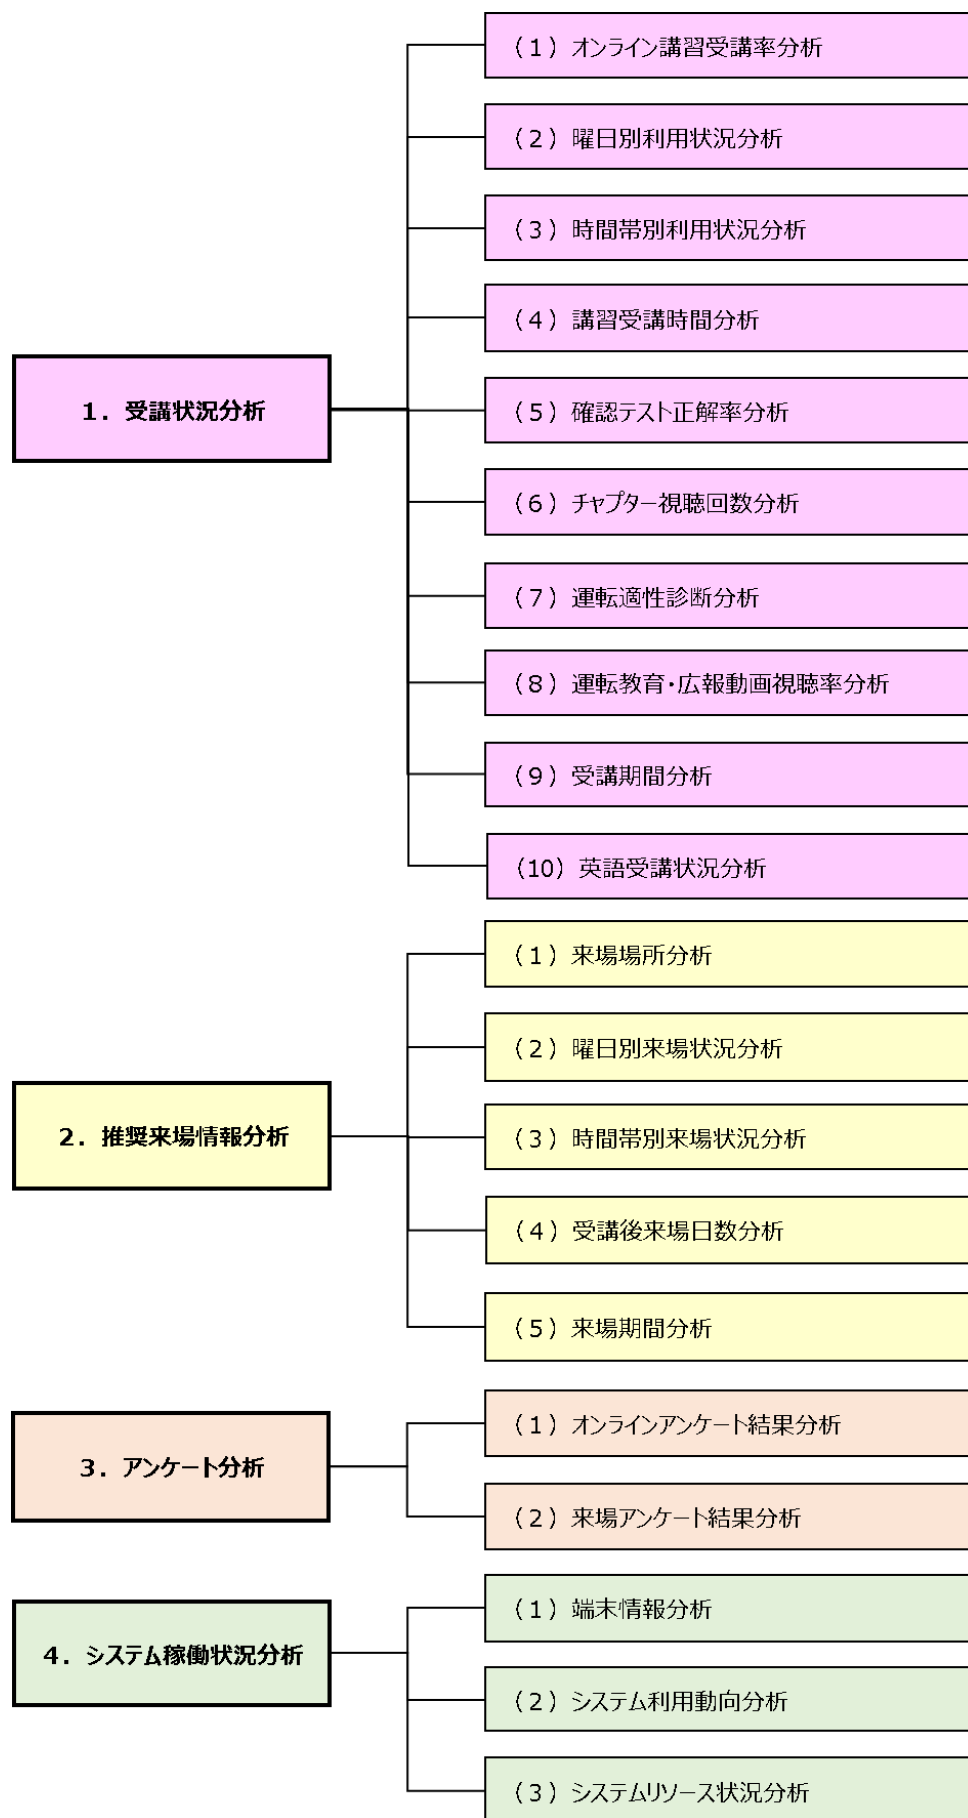 1．受講状況分析
（1）オンライン講習受講率分析
（2）曜日別利用状況分析
（3）時間帯別利用状況分析
（4）講習受講時間分析
（5）確認テスト正解率分析
（6）チャプター視聴回数分析
（7）運転適性診断分析
（8）運転教育・広報動画視聴率分析
（9）受講期間分析
（10）英語受講状況分析
2．推奨来場情報分析
（1）来場場所分析
（2）曜日別来場状況分析
（3）時間帯別来場状況分析
（4）受講後来場日数分析
（5）来場期間分析
3．アンケート分析
（1）オンラインアンケート結果分析
（2）来場アンケート結果分析
4．システム稼働状況分析
（1）端末情報分析
（2）システム利用動向分析
（3）システムリソース状況分析